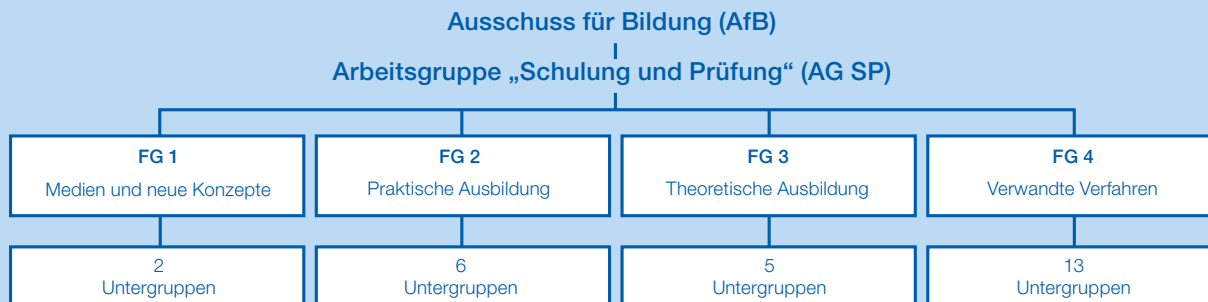 Ausschuss für Bildung (AfB)
Arbeitsgruppe „Schulung und Prüfung“ (AG SP)
FG 1
Medien und neue Konzepte
FG 2
Praktische Ausbildung
FG 3
Theoretische Ausbildung
FG 4
Verwandte Verfahren
2
Untergruppen
6
Untergruppen
5
Untergruppen
13
Untergruppen